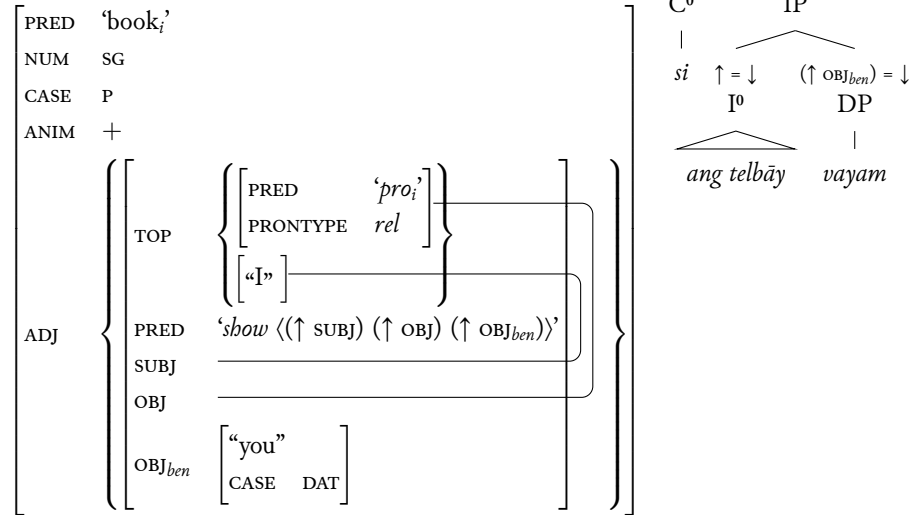 PRED ‘bookᵢ’
NUM SG
CASE P
ANIM +
ADJ
TOP
PRED ‘proᵢ’
PRONTYPE rel
“I”
PRED ‘show ⟨(↑ SUBJ) (↑ OBJ) (↑ OBJ_ben)⟩’
SUBJ
OBJ
OBJ_ben
“you”
CASE DAT
C⁰ IP
si ↑ = ↓ (↑ OBJ_ben) = ↓
I⁰ DP
ang telbāy vayam